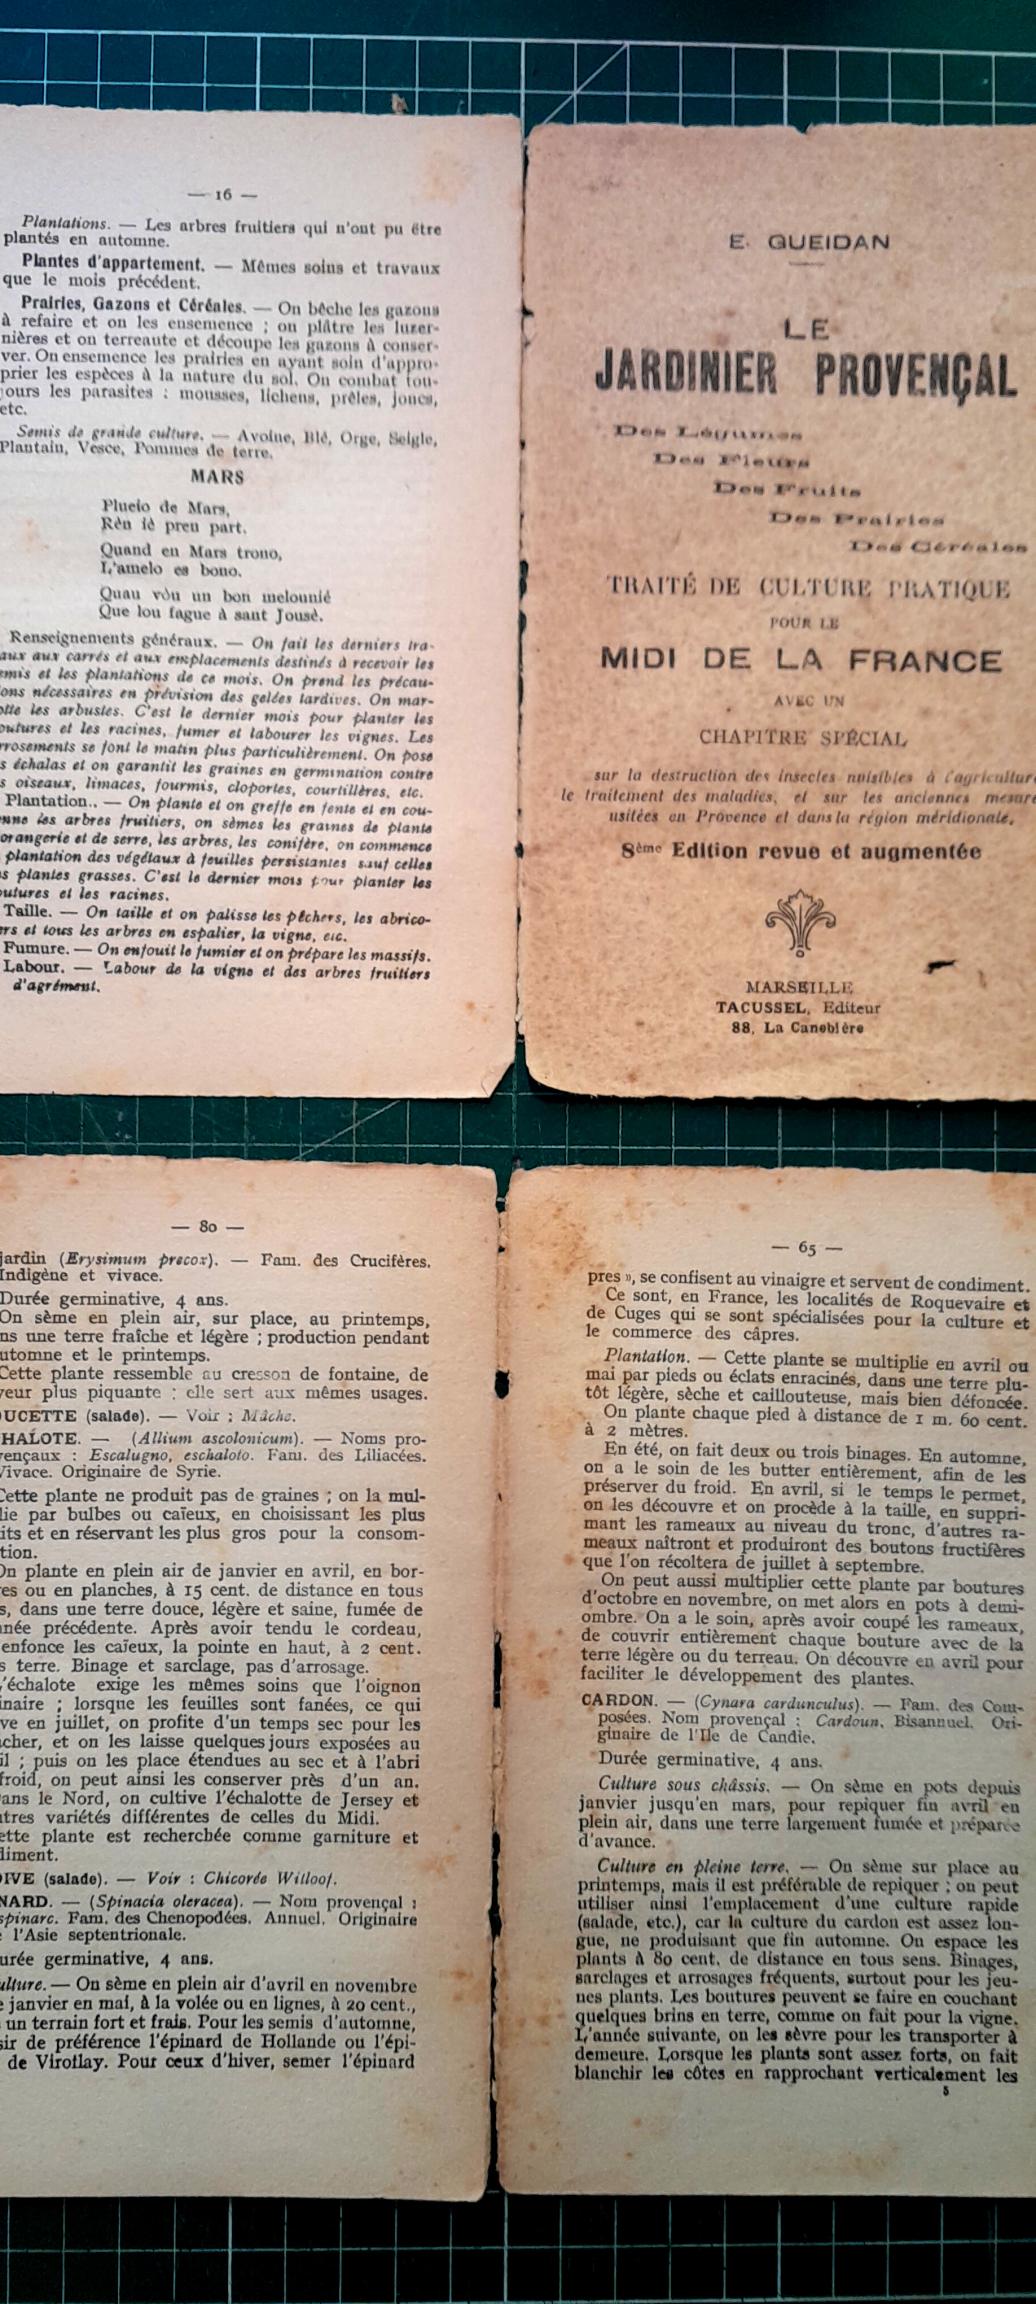 — 16 —
Plantations. — Les arbres fruitiers qui n'ont pu être
plantés en automne.
Plantes d'appartement. — Mêmes soins et travaux
que le mois précédent.
Prairies, Gazons et Céréales. — On bêche les gazons
à refaire et on les ensemence ; on plâtre les luzer-
nières et on terreaute et découpe les gazons à conser-
ver. On ensemence les prairies en ayant soin d'appro-
prier les espèces à la nature du sol. On combat tou-
jours les parasites : mousses, lichens, prêles, joncs,
etc.
Semis de grande culture. — Avoine, Blé, Orge, Seigle,
Plantain, Vesce, Pommes de terre.
MARS
Plueio de Mars,
Rèn iè preu part.
Quand en Mars trono,
L'amelo es bono.
Quau vòu un bon melounié
Que lou fague à sant Jousè.
Renseignements généraux. — On fait les derniers tra-
aux aux carrés et aux emplacements destinés à recevoir les
emis et les plantations de ce mois. On prend les précau-
ions nécessaires en prévision des gelées tardives. On mar-
otte les arbustes. C'est le dernier mois pour planter les
outures et les racines, fumer et labourer les vignes. Les
rrosements se font le matin plus particulièrement. On pose
s échalas et on garantit les graines en germination contre
s oiseaux, limaces, fourmis, cloportes, courtillères, etc.
Plantation.. — On plante et on greffe en fente et en cou-
enne les arbres fruitiers, on sèmes les graines de plante
orangerie et de serre, les arbres, les conifère, on commence
plantation des végétaux à feuilles persistantes sauf celles
s plantes grasses. C'est le dernier mois pour planter les
outures et les racines.
Taille. — On taille et on palisse les pêchers, les abrico-
ers et tous les arbres en espalier, la vigne, etc.
Fumure. — On enfouit le fumier et on prépare les massifs.
Labour. — Labour de la vigne et des arbres fruitiers
d'agrément.
E. GUEIDAN
LE
JARDINIER PROVENÇAL
Des Légumes
Des Fleurs
Des Fruits
Des Prairies
Des Céréales
TRAITÉ DE CULTURE PRATIQUE
POUR LE
MIDI DE LA FRANCE
AVEC UN
CHAPITRE SPÉCIAL
sur la destruction des insectes nuisibles à l'agriculture
le traitement des maladies, et sur les anciennes mesure
usitées en Provence et dans la région méridionale.
8ème Edition revue et augmentée
MARSEILLE
TACUSSEL, Editeur
88, La Canebière
— 80 —
jardin (Erysimum precox). — Fam. des Crucifères.
Indigène et vivace.
Durée germinative, 4 ans.
On sème en plein air, sur place, au printemps,
ns une terre fraîche et légère ; production pendant
utomne et le printemps.
Cette plante ressemble au cresson de fontaine, de
veur plus piquante : elle sert aux mêmes usages.
OUCETTE (salade). — Voir : Mâche.
HALOTE. — (Allium ascolonicum). — Noms pro-
vençaux : Escalugno, eschaloto. Fam. des Liliacées.
Vivace. Originaire de Syrie.
Cette plante ne produit pas de graines ; on la mul-
lie par bulbes ou caïeux, en choisissant les plus
its et en réservant les plus gros pour la consom-
tion.
On plante en plein air de janvier en avril, en bor-
res ou en planches, à 15 cent. de distance en tous
s, dans une terre douce, légère et saine, fumée de
nnée précédente. Après avoir tendu le cordeau,
enfonce les caïeux, la pointe en haut, à 2 cent.
s terre. Binage et sarclage, pas d'arrosage.
L'échalote exige les mêmes soins que l'oignon
inaire ; lorsque les feuilles sont fanées, ce qui
ve en juillet, on profite d'un temps sec pour les
cher, et on les laisse quelques jours exposées au
il ; puis on les place étendues au sec et à l'abri
froid, on peut ainsi les conserver près d'un an.
ans le Nord, on cultive l'échalotte de Jersey et
utres variétés différentes de celles du Midi.
ette plante est recherchée comme garniture et
diment.
DIVE (salade). — Voir : Chicorée Witloof.
NARD. — (Spinacia oleracea). — Nom provençal :
spinarc. Fam. des Chenopodées. Annuel. Originaire
e l'Asie septentrionale.
urée germinative, 4 ans.
ulture. — On sème en plein air d'avril en novembre
e janvier en mai, à la volée ou en lignes, à 20 cent.,
un terrain fort et frais. Pour les semis d'automne,
sir de préférence l'épinard de Hollande ou l'épi-
de Viroflay. Pour ceux d'hiver, semer l'épinard
— 65 —
pres », se confisent au vinaigre et servent de condiment.
Ce sont, en France, les localités de Roquevaire et
de Cuges qui se sont spécialisées pour la culture et
le commerce des câpres.
Plantation. — Cette plante se multiplie en avril ou
mai par pieds ou éclats enracinés, dans une terre plu-
tôt légère, sèche et caillouteuse, mais bien défoncée.
On plante chaque pied à distance de 1 m. 60 cent.
à 2 mètres.
En été, on fait deux ou trois binages. En automne,
on a le soin de les butter entièrement, afin de les
préserver du froid. En avril, si le temps le permet,
on les découvre et on procède à la taille, en suppri-
mant les rameaux au niveau du tronc, d'autres ra-
meaux naîtront et produiront des boutons fructifères
que l'on récoltera de juillet à septembre.
On peut aussi multiplier cette plante par boutures
d'octobre en novembre, on met alors en pots à demi-
ombre. On a le soin, après avoir coupé les rameaux,
de couvrir entièrement chaque bouture avec de la
terre légère ou du terreau. On découvre en avril pour
faciliter le développement des plantes.
CARDON. — (Cynara cardunculus). — Fam. des Com-
posées. Nom provençal : Cardoun. Bisannuel. Ori-
ginaire de l'Ile de Candie.
Durée germinative, 4 ans.
Culture sous châssis. — On sème en pots depuis
janvier jusqu'en mars, pour repiquer fin avril en
plein air, dans une terre largement fumée et préparée
d'avance.
Culture en pleine terre. — On sème sur place au
printemps, mais il est préférable de repiquer ; on peut
utiliser ainsi l'emplacement d'une culture rapide
(salade, etc.), car la culture du cardon est assez lon-
gue, ne produisant que fin automne. On espace les
plants à 80 cent. de distance en tous sens. Binages,
sarclages et arrosages fréquents, surtout pour les jeu-
nes plants. Les boutures peuvent se faire en couchant
quelques brins en terre, comme on fait pour la vigne.
L'année suivante, on les sèvre pour les transporter à
demeure. Lorsque les plants sont assez forts, on fait
blanchir les côtes en rapprochant verticalement les
5